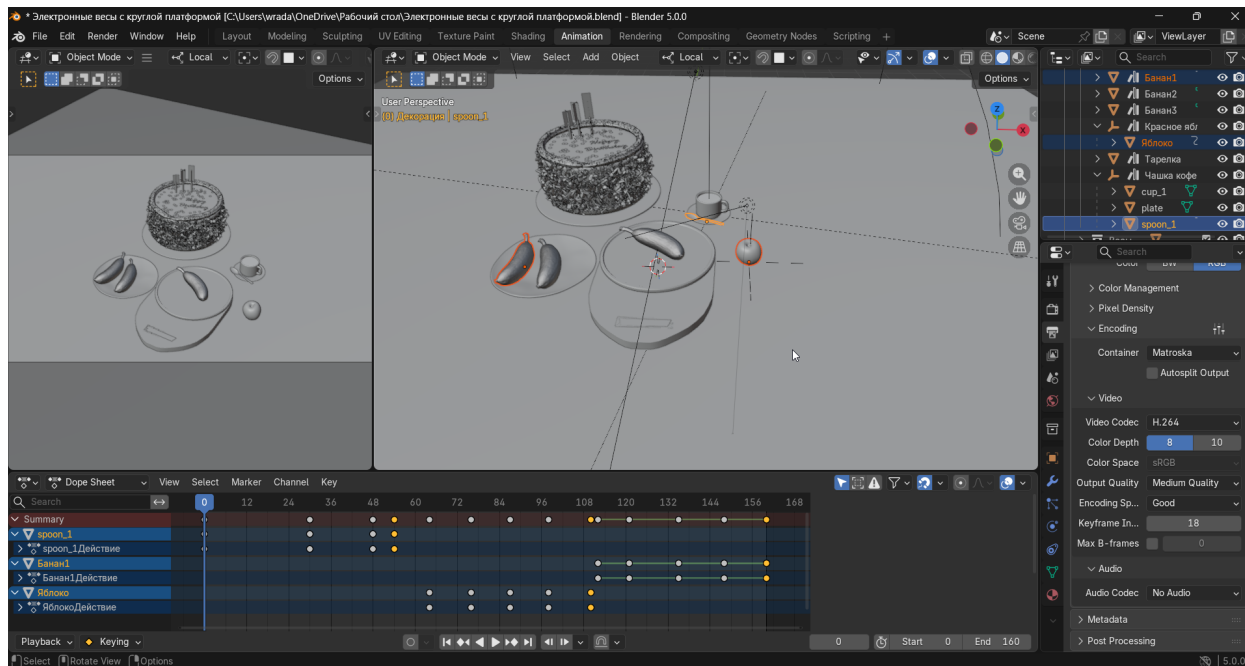 * Электронные весы с круглой платформой [C:\Users\wrada\OneDrive\Рабочий стол\Электронные весы с круглой платформой.blend] - Blender 5.0.0
File Edit Render Window Help Layout Modeling Sculpting UV Editing Texture Paint Shading Animation Rendering Compositing Geometry Nodes Scripting + Scene ViewLayer
Object Mode Local
Object Mode View Select Add Object Local
Search
Options
Options
User Perspective
(0) Декорация | spoon_1
Z
X
Банан1
Банан2
Банан3
Красное ябл
Яблоко
Тарелка
Чашка кофе
cup_1
plate
spoon_1
Search
Color BW RGB
Color Management
Pixel Density
Encoding
Container Matroska
Autosplit Output
Video
Video Codec H.264
Color Depth 8 10
Color Space sRGB
Output Quality Medium Quality
Encoding Sp... Good
Keyframe In... 18
Max B-frames 0
Audio
Audio Codec No Audio
Metadata
Post Processing
Dope Sheet View Select Marker Channel Key
Search
0 12 24 36 48 60 72 84 96 108 120 132 144 156 168
Summary
spoon_1
spoon_1Действие
Банан1
Банан1Действие
Яблоко
ЯблокоДействие
Playback Keying 0 Start 0 End 160
Select Rotate View Options 5.0.0